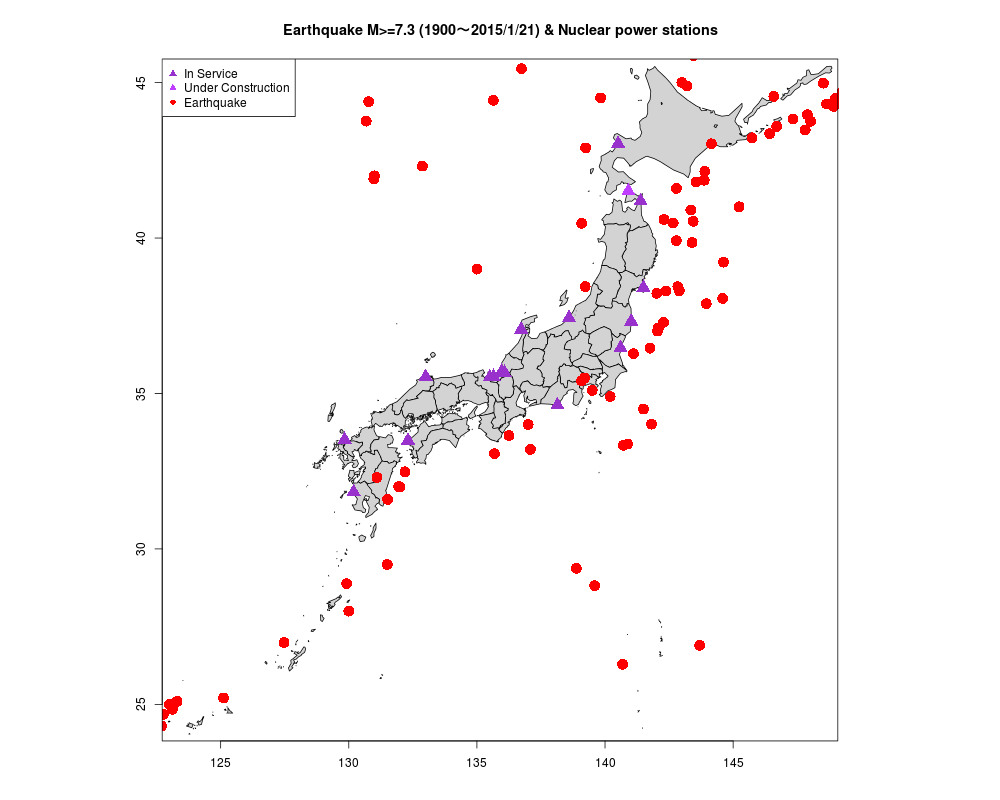 Earthquake M>=7.3 (1900～2015/1/21) & Nuclear power stations
In Service
Under Construction
Earthquake
45
40
35
30
25
125 130 135 140 145